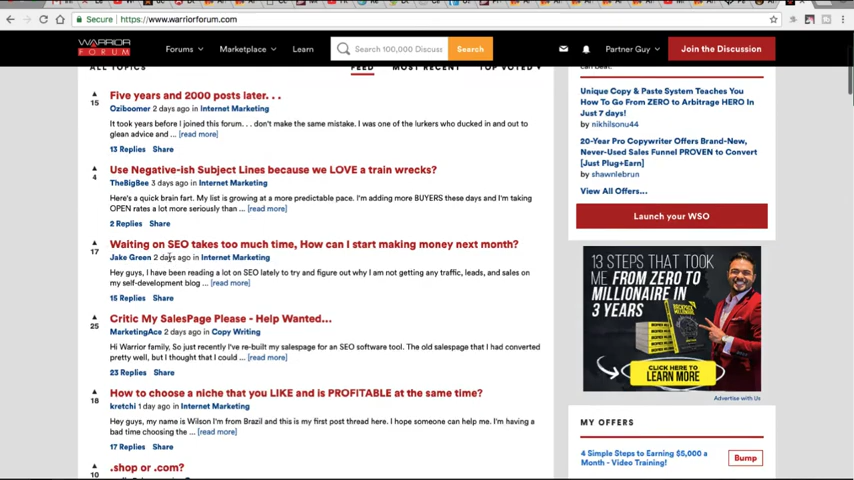 Secure https://www.warriorforum.com
WARRIOR
FORUM
Forums Marketplace Learn Search 100,000 Discuss Search Partner Guy Join the Discussion
ALL TOPICS FEED MOST RECENT TOP VOTED
15
Five years and 2000 posts later. . .
Oziboomer 2 days ago in Internet Marketing
It took years before I joined this forum. . . don't make the same mistake. I was one of the lurkers who ducked in and out to
glean advice and ... [read more]
13 Replies Share
4
Use Negative-ish Subject Lines because we LOVE a train wrecks?
TheBigBee 3 days ago in Internet Marketing
Here's a quick brain fart. My list is growing at a more predictable pace. I'm adding more BUYERS these days and I'm taking
OPEN rates a lot more seriously than ... [read more]
2 Replies Share
17
Waiting on SEO takes too much time, How can I start making money next month?
Jake Green 2 days ago in Internet Marketing
Hey guys, I have been reading a lot on SEO lately to try and figure out why I am not getting any traffic, leads, and sales on
my self-development blog ... [read more]
15 Replies Share
25
Critic My SalesPage Please - Help Wanted...
MarketingAce 2 days ago in Copy Writing
Hi Warrior family, So just recently I've re-built my salespage for an SEO software tool. The old salespage that I had converted
pretty well, but I thought that I could ... [read more]
23 Replies Share
18
How to choose a niche that you LIKE and is PROFITABLE at the same time?
kretchi 1 day ago in Internet Marketing
Hey guys, my name is Wilson I'm from Brazil and this is my first post thread here. I hope someone can help me. I'm having a
bad time choosing the ... [read more]
17 Replies Share
10
.shop or .com?
Unique Copy & Paste System Teaches You
How To Go From ZERO to Arbitrage HERO In
Just 7 days!
by nikhilsonu44
20-Year Pro Copywriter Offers Brand-New,
Never-Used Before Sales Funnel PROVEN to Convert
[Just Plug+Earn]
by shawnlebrun
View All Offers...
Launch your WSO
13 STEPS THAT TOOK
ME FROM ZERO TO
MILLIONAIRE IN
3 YEARS
CLICK HERE TO
LEARN MORE
Advertise with Us
MY OFFERS
4 Simple Steps to Earning $5,000 a
Month - Video Training!
Bump